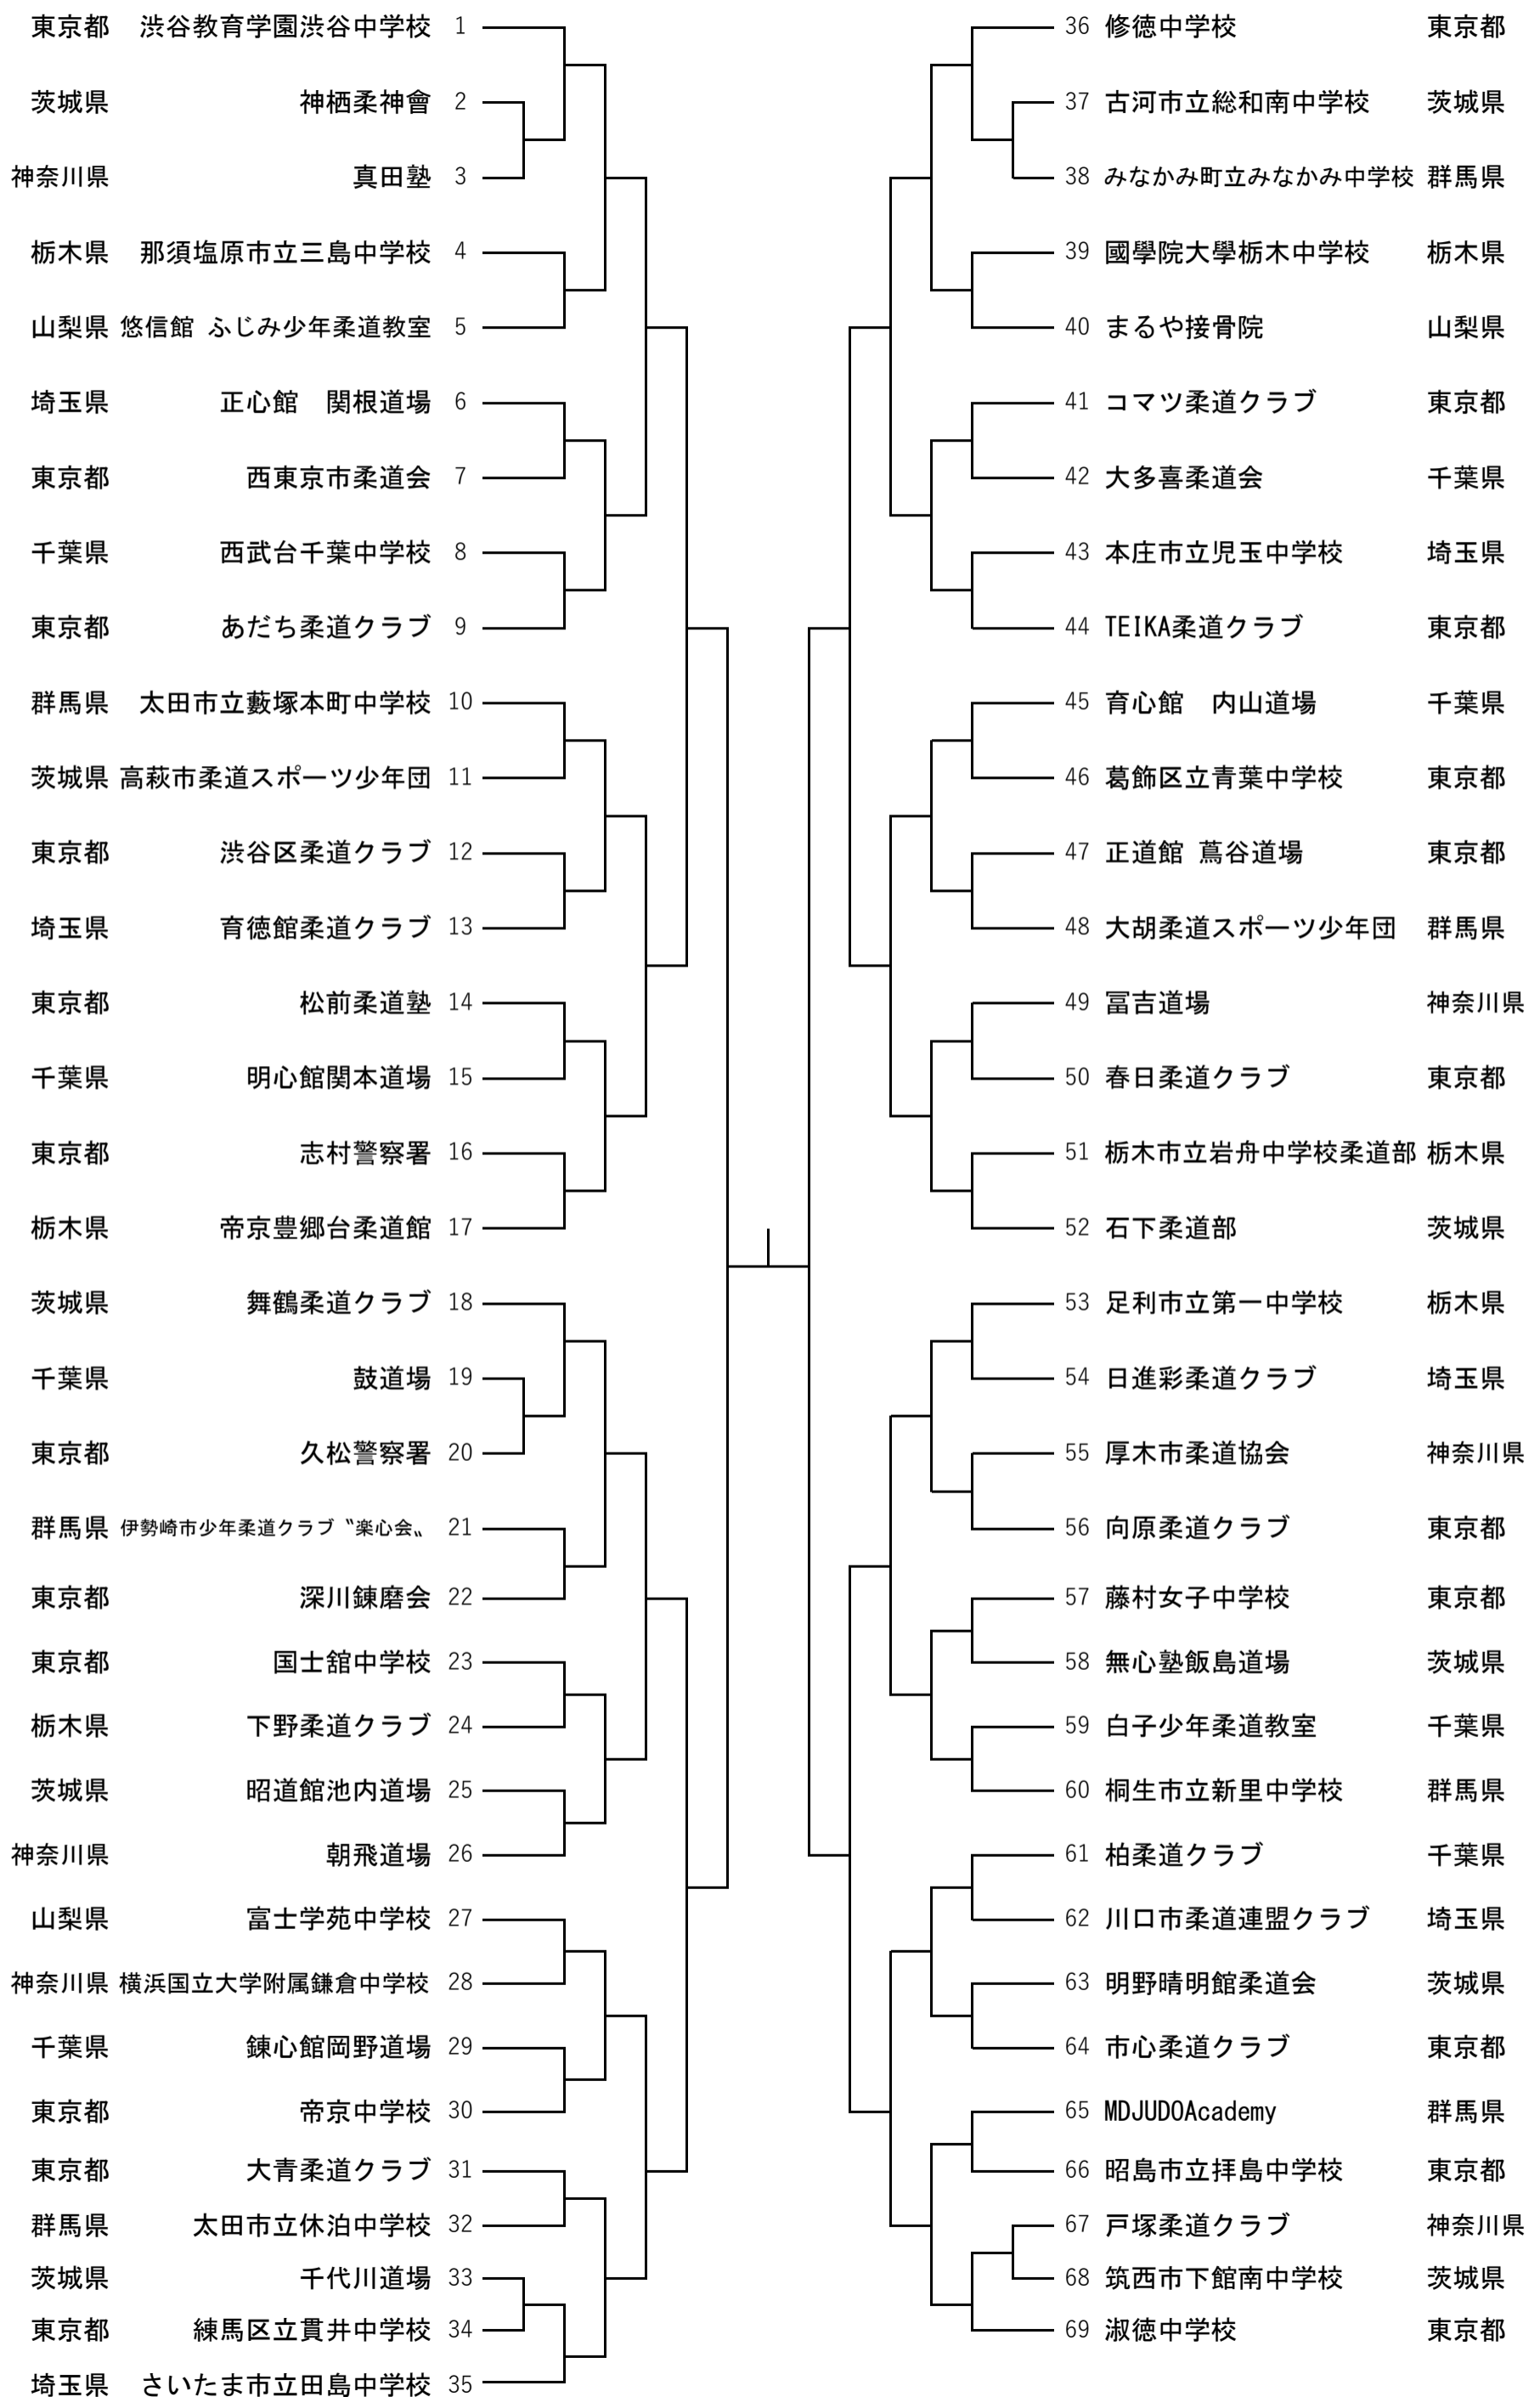 東京都 渋谷教育学園渋谷中学校 1
茨城県 神栖柔神會 2
神奈川県 真田塾 3
栃木県 那須塩原市立三島中学校 4
山梨県 悠信館 ふじみ少年柔道教室 5
埼玉県 正心館　関根道場 6
東京都 西東京市柔道会 7
千葉県 西武台千葉中学校 8
東京都 あだち柔道クラブ 9
群馬県 太田市立藪塚本町中学校 10
茨城県 高萩市柔道スポーツ少年団 11
東京都 渋谷区柔道クラブ 12
埼玉県 育徳館柔道クラブ 13
東京都 松前柔道塾 14
千葉県 明心館関本道場 15
東京都 志村警察署 16
栃木県 帝京豊郷台柔道館 17
茨城県 舞鶴柔道クラブ 18
千葉県 鼓道場 19
東京都 久松警察署 20
群馬県 伊勢崎市少年柔道クラブ〝楽心会〟 21
東京都 深川錬磨会 22
東京都 国士舘中学校 23
栃木県 下野柔道クラブ 24
茨城県 昭道館池内道場 25
神奈川県 朝飛道場 26
山梨県 富士学苑中学校 27
神奈川県 横浜国立大学附属鎌倉中学校 28
千葉県 錬心館岡野道場 29
東京都 帝京中学校 30
東京都 大青柔道クラブ 31
群馬県 太田市立休泊中学校 32
茨城県 千代川道場 33
東京都 練馬区立貫井中学校 34
埼玉県 さいたま市立田島中学校 35
36 修徳中学校 東京都
37 古河市立総和南中学校 茨城県
38 みなかみ町立みなかみ中学校 群馬県
39 國學院大學栃木中学校 栃木県
40 まるや接骨院 山梨県
41 コマツ柔道クラブ 東京都
42 大多喜柔道会 千葉県
43 本庄市立児玉中学校 埼玉県
44 TEIKA柔道クラブ 東京都
45 育心館　内山道場 千葉県
46 葛飾区立青葉中学校 東京都
47 正道館 蔦谷道場 東京都
48 大胡柔道スポーツ少年団 群馬県
49 冨吉道場 神奈川県
50 春日柔道クラブ 東京都
51 栃木市立岩舟中学校柔道部 栃木県
52 石下柔道部 茨城県
53 足利市立第一中学校 栃木県
54 日進彩柔道クラブ 埼玉県
55 厚木市柔道協会 神奈川県
56 向原柔道クラブ 東京都
57 藤村女子中学校 東京都
58 無心塾飯島道場 茨城県
59 白子少年柔道教室 千葉県
60 桐生市立新里中学校 群馬県
61 柏柔道クラブ 千葉県
62 川口市柔道連盟クラブ 埼玉県
63 明野晴明館柔道会 茨城県
64 市心柔道クラブ 東京都
65 MDJUDOAcademy 群馬県
66 昭島市立拝島中学校 東京都
67 戸塚柔道クラブ 神奈川県
68 筑西市下館南中学校 茨城県
69 淑徳中学校 東京都